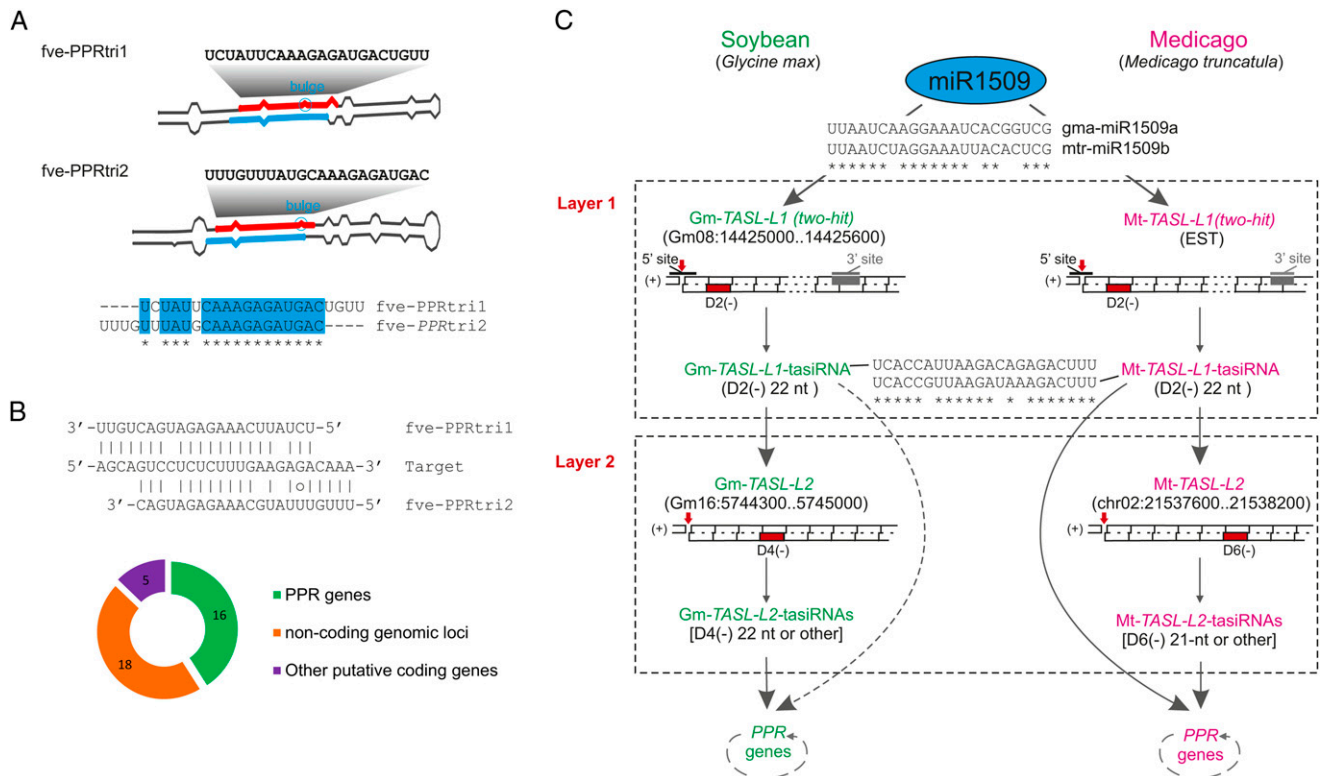 A
fve-PPRtri1
UCUAUUCAAAGAGAUGACUGUU
bulge
fve-PPRtri2
UUUGUUUAUGCAAAGAGAUGAC
bulge
----UCUAUUCAAAGAGAUGACUGUU fve-PPRtri1
UUUGUUUAUGCAAAGAGAUGAC---- fve-PPRtri2
* *** ************
B
3’-UUGUCAGUAGAGAAACUUAUCU-5’ fve-PPRtri1
5’-AGCAGUCCUCUCUUUGAAGAGACAAA-3’ Target
3’-CAGUAGAGAAACGUAUUUGUUU-5’ fve-PPRtri2
5
16
18
PPR genes
non-coding genomic loci
Other putative coding genes
C
Soybean
(Glycine max)
Medicago
(Medicago truncatula)
miR1509
UUAAUCAAGGAAAUCACGGUCG gma-miR1509a
UUAAUCUAGGAAAUUACACUCG mtr-miR1509b
****** ******* ** ***
Layer 1
Gm-TASL-L1 (two-hit)
(Gm08:14425000..14425600)
5’ site
3’ site
(+)
D2(-)
Mt-TASL-L1(two-hit)
(EST)
5’ site
3’ site
(+)
D2(-)
Gm-TASL-L1-tasiRNA
(D2(-) 22 nt )
UCACCAUUAAGACAGAGACUUU
UCACCGUUAAGAUAAAGACUUU
***** ****** * *******
Mt-TASL-L1-tasiRNA
(D2(-) 22 nt )
Layer 2
Gm-TASL-L2
(Gm16:5744300..5745000)
(+)
D4(-)
Mt-TASL-L2
(chr02:21537600..21538200)
(+)
D6(-)
Gm-TASL-L2-tasiRNAs
[D4(-) 22 nt or other]
Mt-TASL-L2-tasiRNAs
[D6(-) 21-nt or other]
PPR
genes
PPR
genes